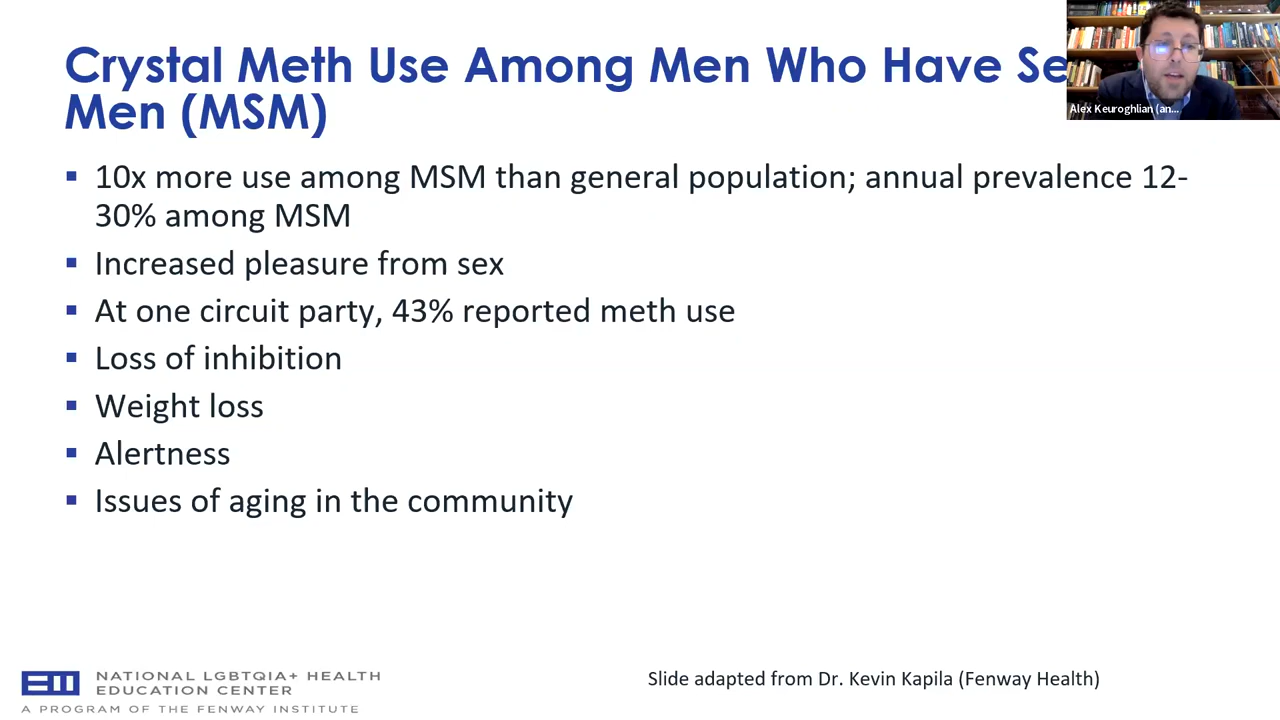 Crystal Meth Use Among Men Who Have Se
Men (MSM)
Alex Keuroghlian (an...
▪ 10x more use among MSM than general population; annual prevalence 12-
30% among MSM
▪ Increased pleasure from sex
▪ At one circuit party, 43% reported meth use
▪ Loss of inhibition
▪ Weight loss
▪ Alertness
▪ Issues of aging in the community
NATIONAL LGBTQIA+ HEALTH
EDUCATION CENTER
A PROGRAM OF THE FENWAY INSTITUTE
Slide adapted from Dr. Kevin Kapila (Fenway Health)